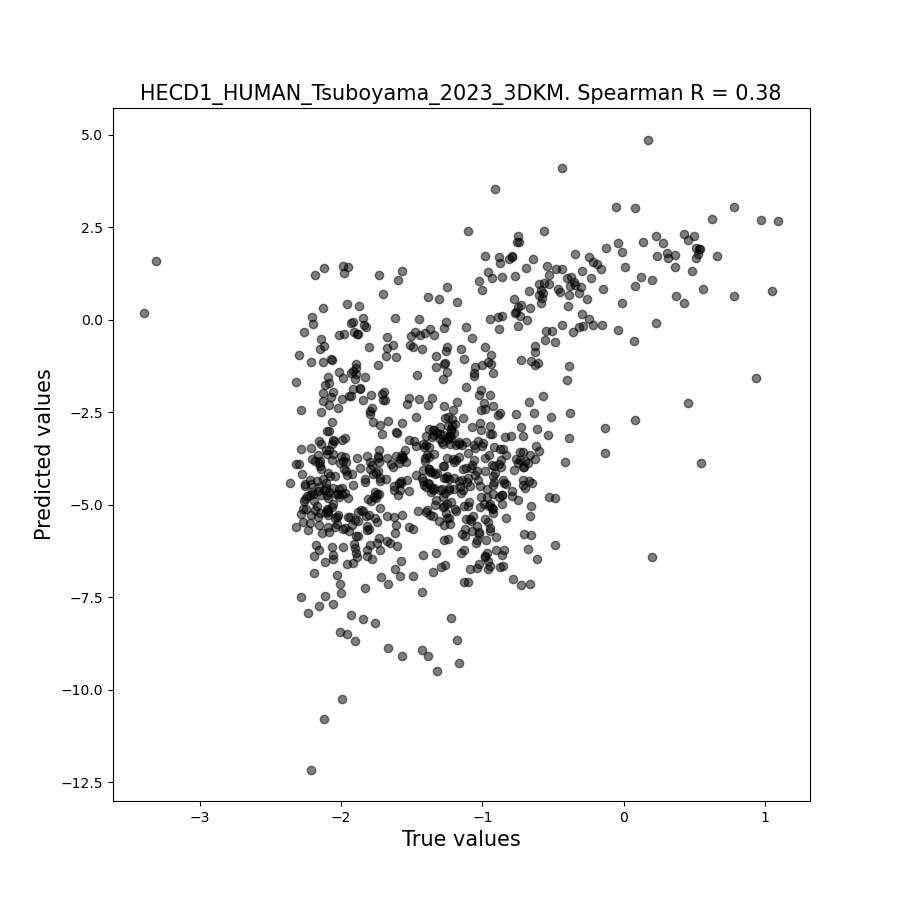 HECD1_HUMAN_Tsuboyama_2023_3DKM. Spearman R = 0.38
5.0
2.5
0.0
−2.5
−5.0
−7.5
−10.0
−12.5
Predicted values
−3 −2 −1 0 1
True values